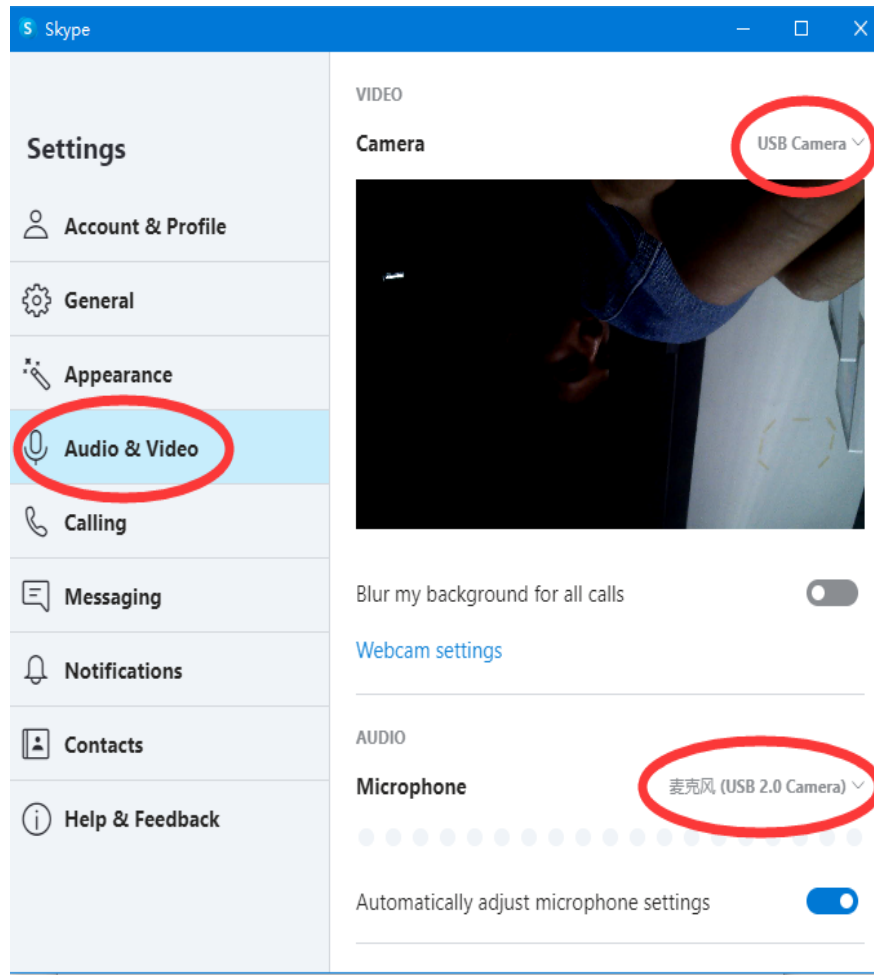 Skype
Settings
Account & Profile
General
Appearance
Audio & Video
Calling
Messaging
Notifications
Contacts
Help & Feedback
VIDEO
Camera
USB Camera
Blur my background for all calls
Webcam settings
AUDIO
Microphone
麦克风 (USB 2.0 Camera)
Automatically adjust microphone settings